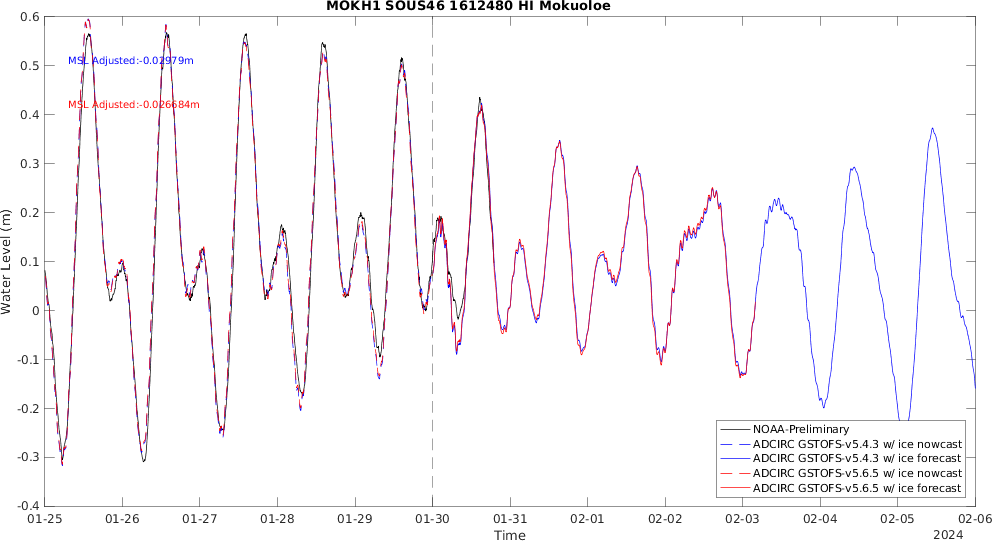 MOKH1 SOUS46 1612480 HI Mokuoloe
0.6
0.5
0.4
0.3
0.2
0.1
0
-0.1
-0.2
-0.3
-0.4
Water Level (m)
MSL Adjusted:-0.02979m
MSL Adjusted:-0.026684m
NOAA-Preliminary
ADCIRC GSTOFS-v5.4.3 w/ ice nowcast
ADCIRC GSTOFS-v5.4.3 w/ ice forecast
ADCIRC GSTOFS-v5.6.5 w/ ice nowcast
ADCIRC GSTOFS-v5.6.5 w/ ice forecast
01-25 01-26 01-27 01-28 01-29 01-30 01-31 02-01 02-02 02-03 02-04 02-05 02-06
Time
2024